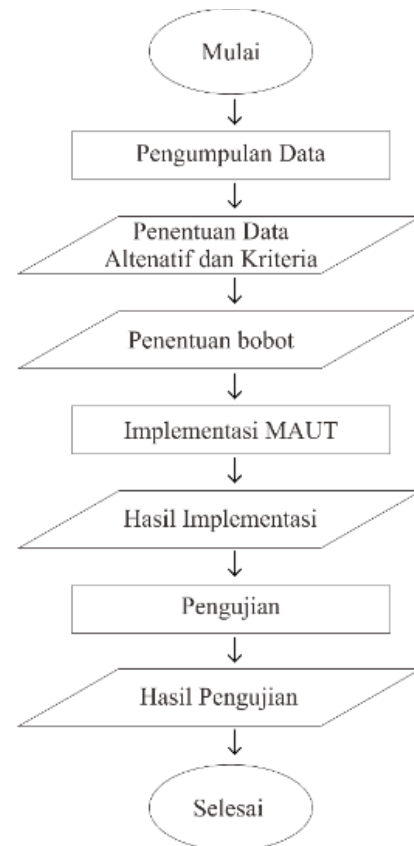 Mulai
Pengumpulan Data
Penentuan Data
Altenatif dan Kriteria
Penentuan bobot
Implementasi MAUT
Hasil Implementasi
Pengujian
Hasil Pengujian
Selesai